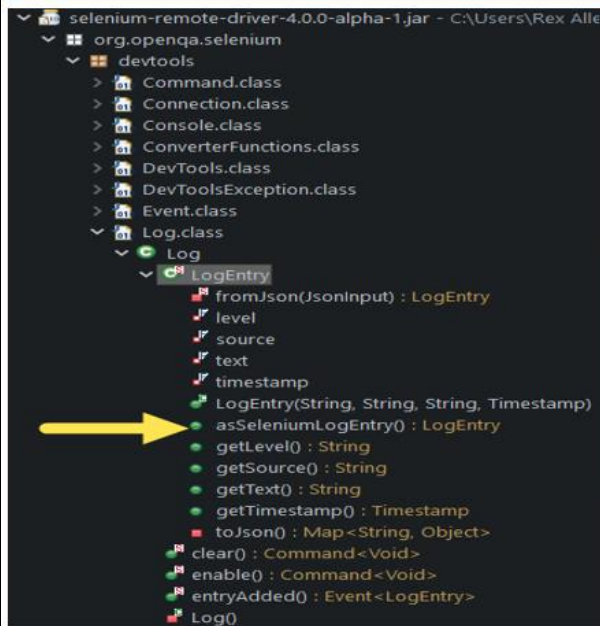 selenium-remote-driver-4.0.0-alpha-1.jar - C:\Users\Rex Alle
org.openqa.selenium
devtools
Command.class
Connection.class
Console.class
ConverterFunctions.class
DevTools.class
DevToolsException.class
Event.class
Log.class
Log
LogEntry
fromJson(JsonInput) : LogEntry
level
source
text
timestamp
LogEntry(String, String, String, Timestamp)
asSeleniumLogEntry() : LogEntry
getLevel() : String
getSource() : String
getText() : String
getTimestamp() : Timestamp
toJson() : Map<String, Object>
clear() : Command<Void>
enable() : Command<Void>
entryAdded() : Event<LogEntry>
Log()